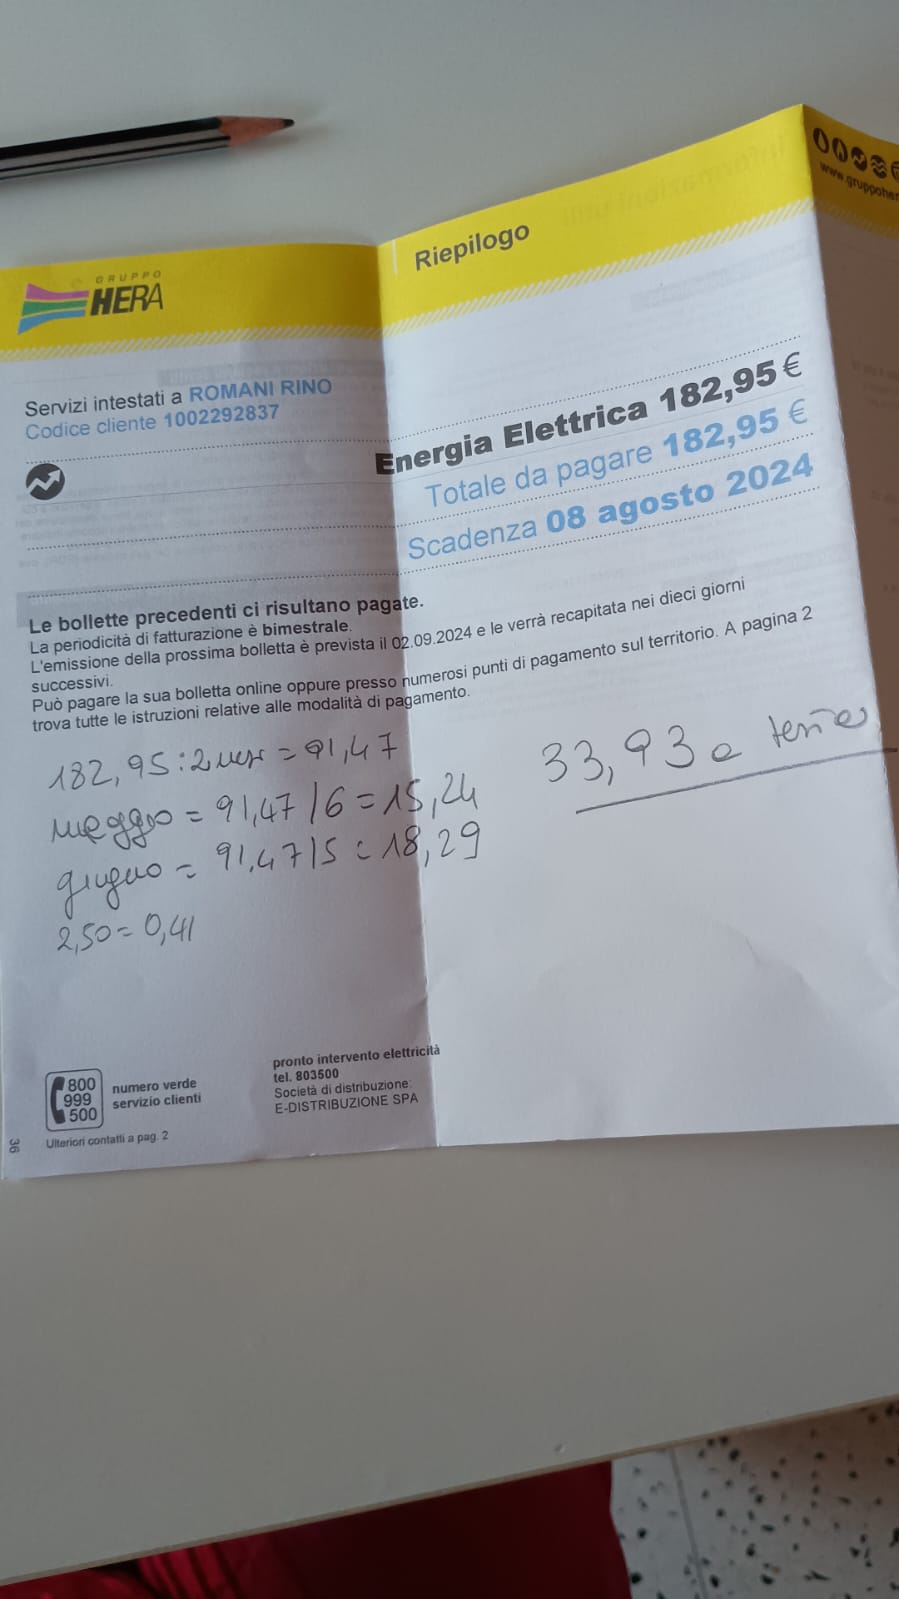 GRUPPO
HERA
Riepilogo
www.gruppoher
Servizi intestati a ROMANI RINO
Codice cliente 1002292837
Energia Elettrica 182,95 €
Totale da pagare 182,95 €
Scadenza 08 agosto 2024
Le bollette precedenti ci risultano pagate.
La periodicità di fatturazione è bimestrale.
L'emissione della prossima bolletta è prevista il 02.09.2024 e le verrà recapitata nei dieci giorni
successivi.
Può pagare la sua bolletta online oppure presso numerosi punti di pagamento sul territorio. A pagina 2
trova tutte le istruzioni relative alle modalità di pagamento.
182,95:2 = 91,47
maggio = 91,47/6 = 15,24
giugno = 91,47/5 = 18,29
2,50 = 0,41
33,93 a
800
999
500
numero verde
servizio clienti
Ulteriori contatti a pag. 2
pronto intervento elettricità
tel. 803500
Società di distribuzione:
E-DISTRIBUZIONE SPA
36